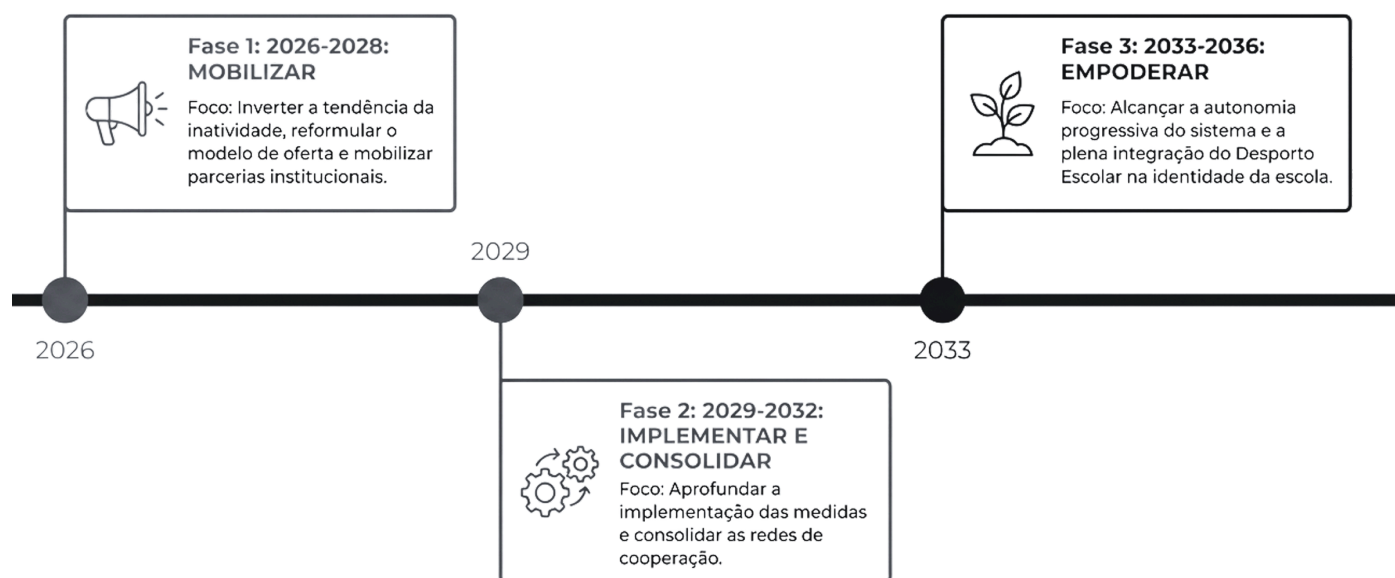 Fase 1: 2026-2028:
MOBILIZAR
Foco: Inverter a tendência da
inatividade, reformular o
modelo de oferta e mobilizar
parcerias institucionais.
Fase 3: 2033-2036:
EMPODERAR
Foco: Alcançar a autonomia
progressiva do sistema e a
plena integração do Desporto
Escolar na identidade da escola.
2029
2026
2033
Fase 2: 2029-2032:
IMPLEMENTAR E
CONSOLIDAR
Foco: Aprofundar a
implementação das medidas
e consolidar as redes de
cooperação.